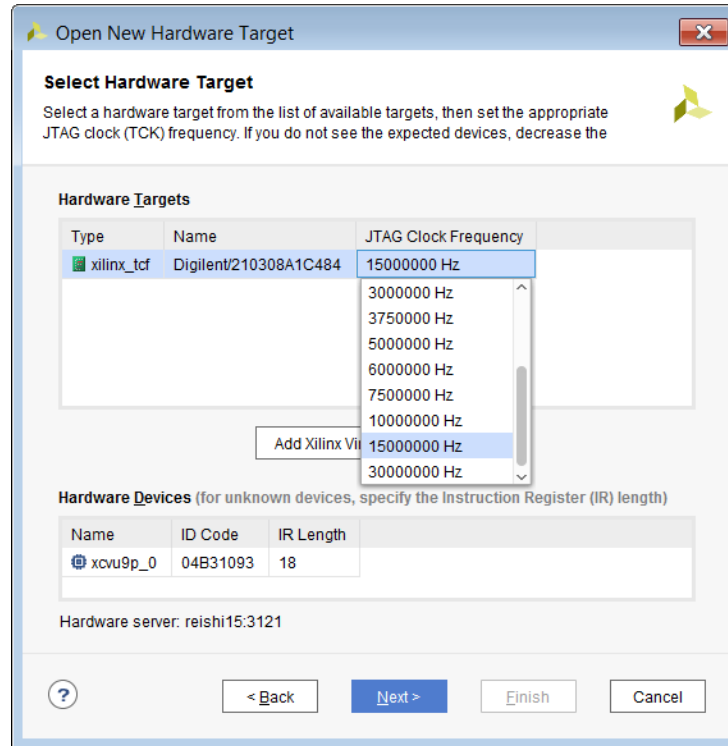 Open New Hardware Target
Select Hardware Target
Select a hardware target from the list of available targets, then set the appropriate
JTAG clock (TCK) frequency. If you do not see the expected devices, decrease the
Hardware Targets
Type Name JTAG Clock Frequency
xilinx_tcf Digilent/210308A1C484 15000000 Hz
3000000 Hz
3750000 Hz
5000000 Hz
6000000 Hz
7500000 Hz
10000000 Hz
Add Xilinx Vi 15000000 Hz
30000000 Hz
Hardware Devices (for unknown devices, specify the Instruction Register (IR) length)
Name ID Code IR Length
xcvu9p_0 04B31093 18
Hardware server: reishi15:3121
? < Back Next > Finish Cancel